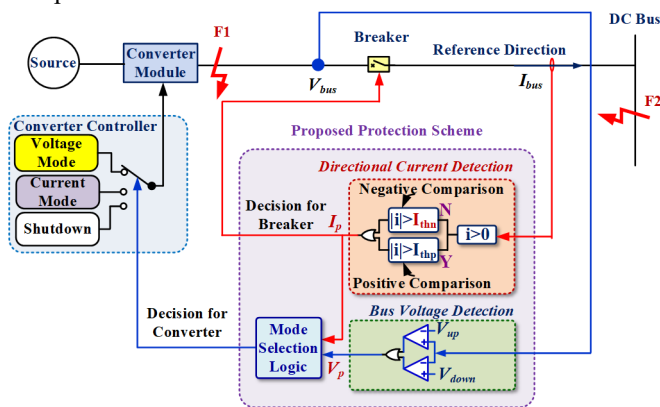 F1
Breaker
Reference Direction
DC Bus
Source
Converter
Module
V_bus
I_bus
F2
Converter Controller
Voltage
Mode
Current
Mode
Shutdown
Proposed Protection Scheme
Directional Current Detection
Negative Comparison
Decision for
Breaker
I_p
|i|>I_thn
N
i>0
|i|>I_thp
Y
Positive Comparison
Decision for
Converter
Bus Voltage Detection
Mode
Selection
Logic
V_p
V_up
V_down